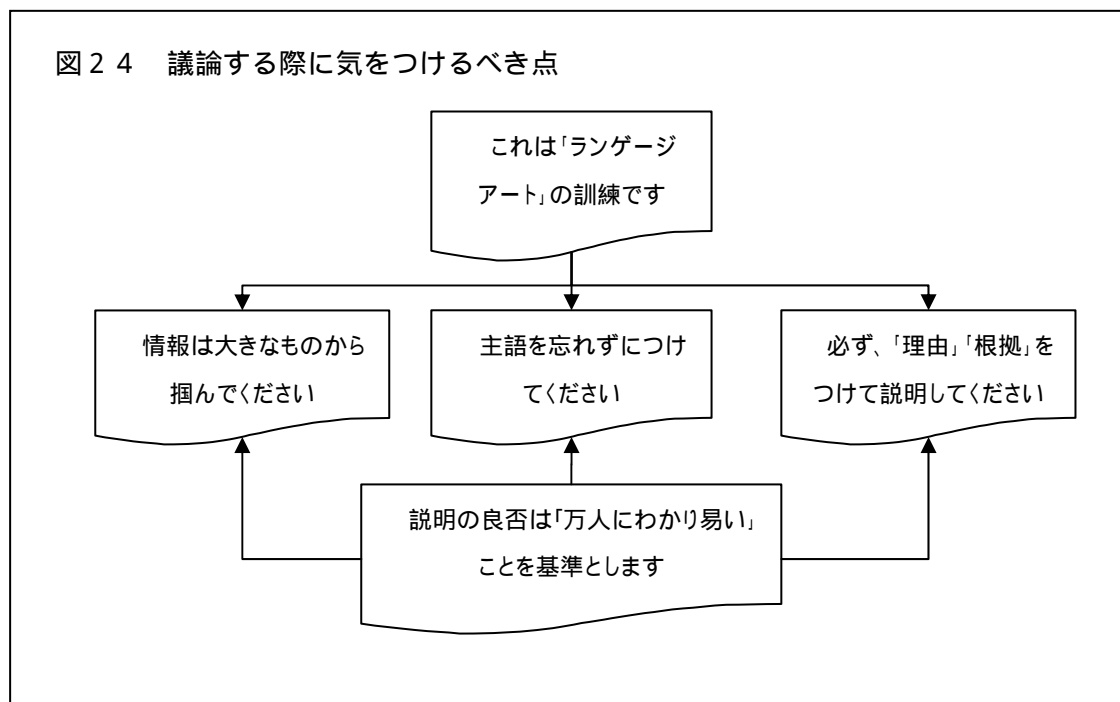 図２４　議論する際に気をつけるべき点
これは「ランゲージ
アート」の訓練です
情報は大きなものから
掴んでください
主語を忘れずにつけ
てください
必ず、「理由」「根拠」を
つけて説明してください
説明の良否は「万人にわかり易い」
ことを基準とします